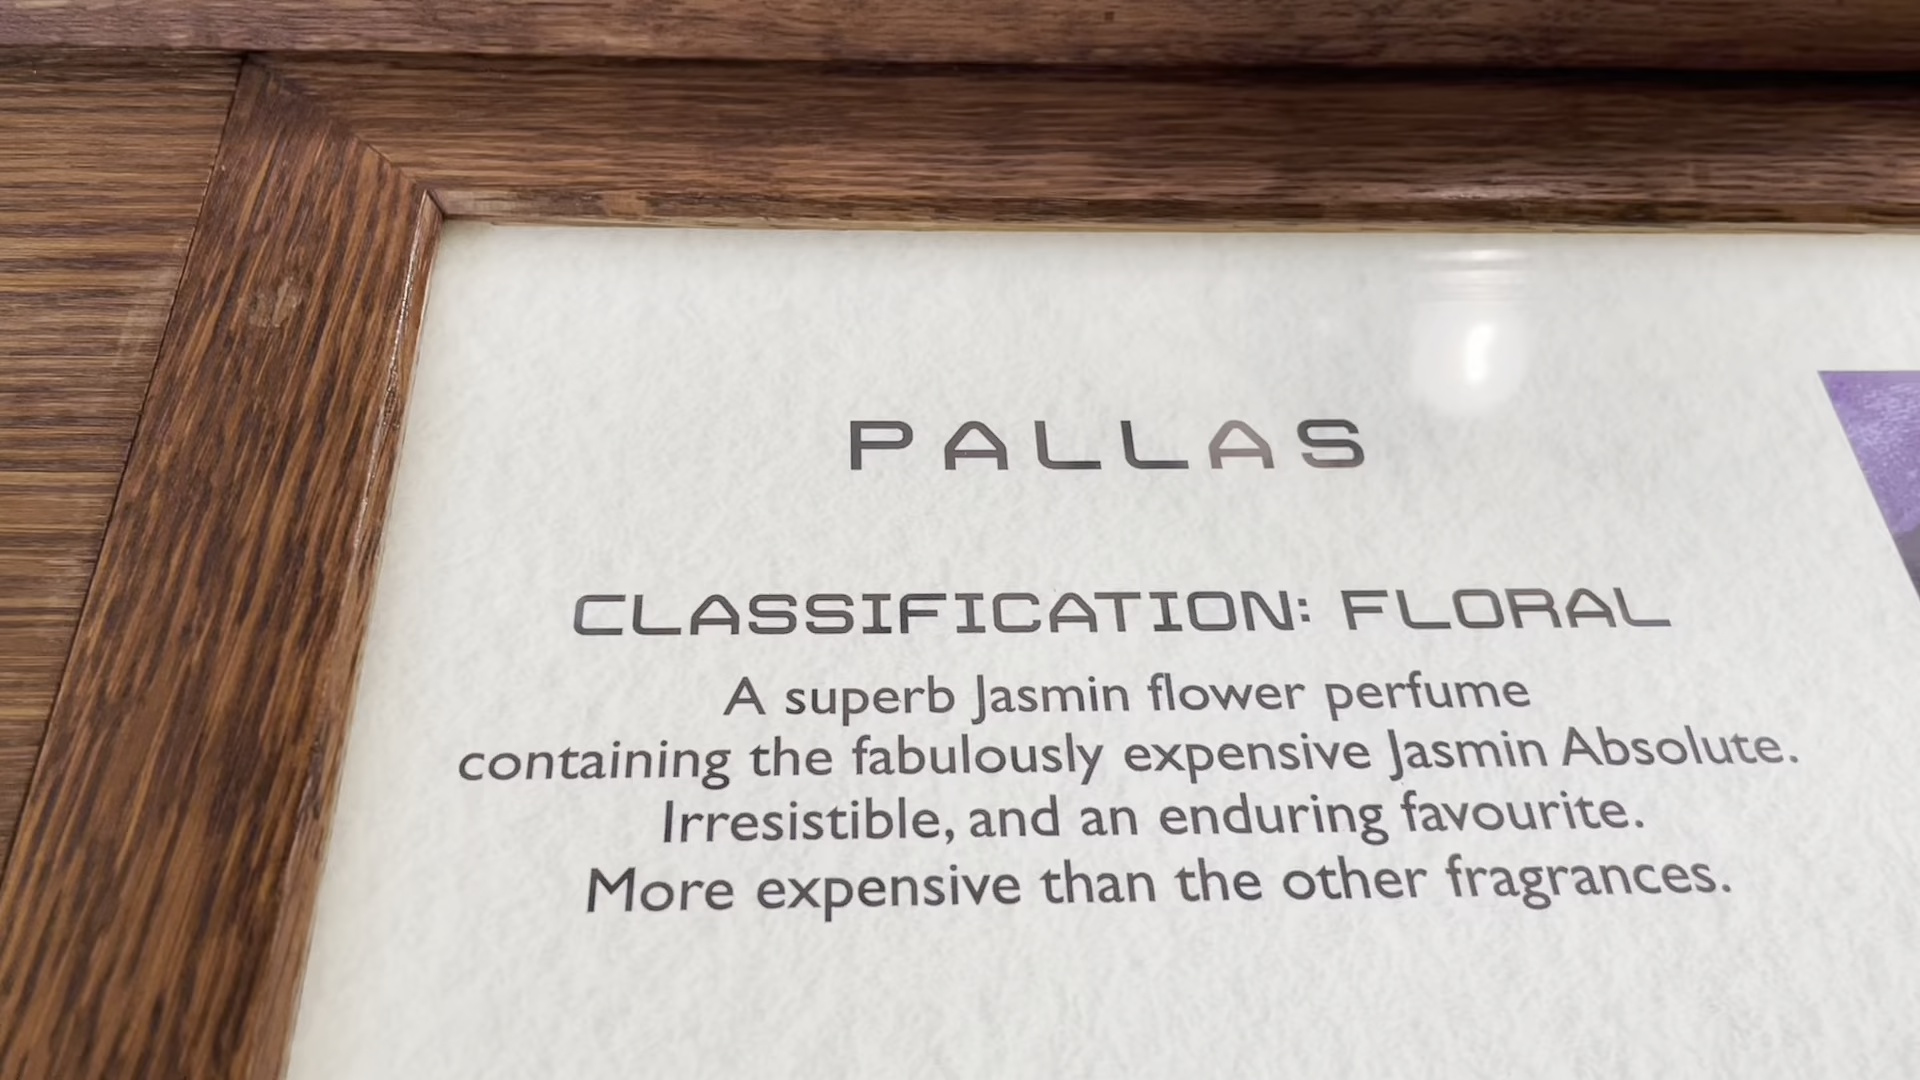 PALLAS
CLASSIFICATION: FLORAL
A superb Jasmin flower perfume
containing the fabulously expensive Jasmin Absolute.
Irresistible, and an enduring favourite.
More expensive than the other fragrances.